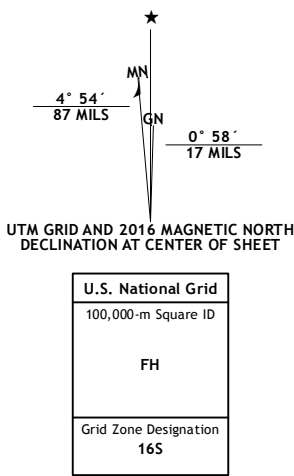 ★
MN
4° 54´
87 MILS
GN
0° 58´
17 MILS
UTM GRID AND 2016 MAGNETIC NORTH
DECLINATION AT CENTER OF SHEET
U.S. National Grid
100,000-m Square ID
FH
Grid Zone Designation
16S